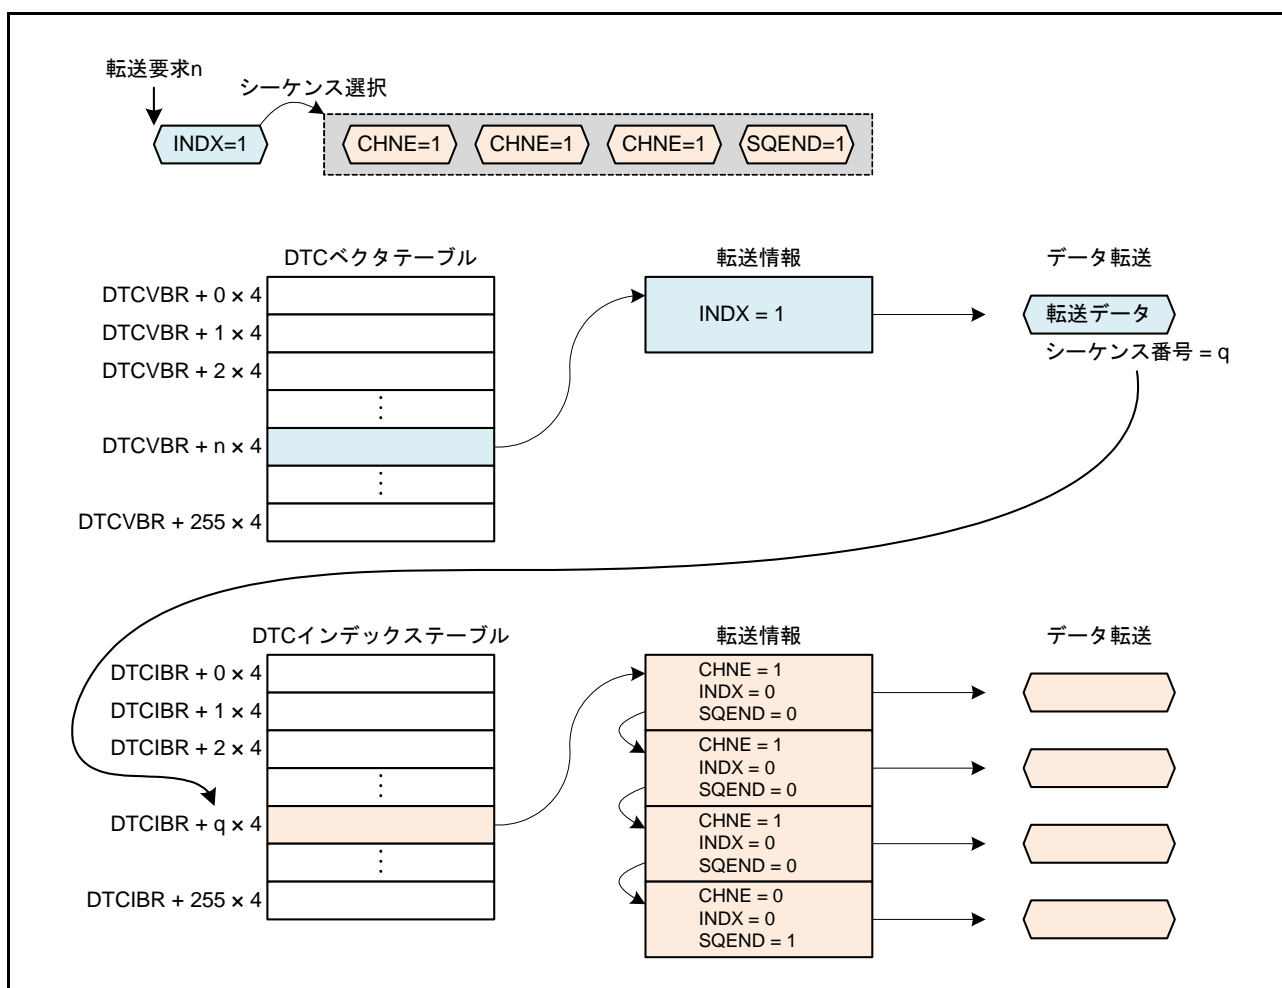 転送要求n
シーケンス選択
INDX=1
CHNE=1
CHNE=1
CHNE=1
SQEND=1
DTCベクタテーブル
転送情報
データ転送
DTCVBR + 0 × 4
DTCVBR + 1 × 4
DTCVBR + 2 × 4
⋮
DTCVBR + n × 4
⋮
DTCVBR + 255 × 4
INDX = 1
転送データ
シーケンス番号 = q
DTCインデックステーブル
転送情報
データ転送
DTCIBR + 0 × 4
DTCIBR + 1 × 4
DTCIBR + 2 × 4
⋮
DTCIBR + q × 4
⋮
DTCIBR + 255 × 4
CHNE = 1
INDX = 0
SQEND = 0
CHNE = 1
INDX = 0
SQEND = 0
CHNE = 1
INDX = 0
SQEND = 0
CHNE = 0
INDX = 0
SQEND = 1